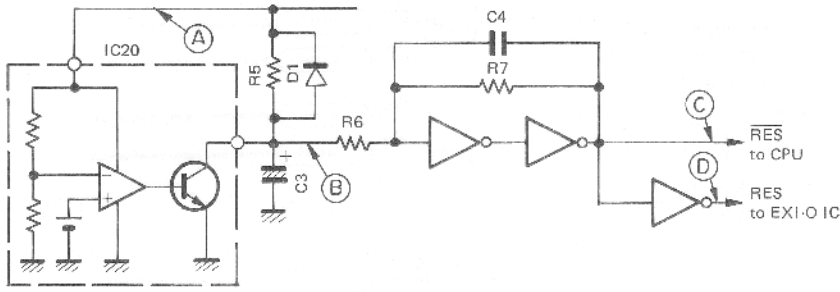 C4
A
IC20
R5
D1
R7
R6
C
RES
to CPU
+
B
C3
D
RES
to EXI·O IC
−
+